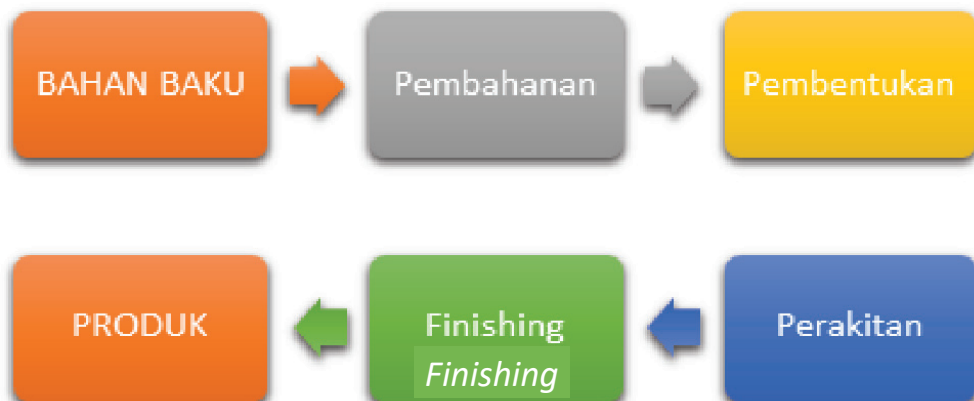 BAHAN BAKU
Pembahanan
Pembentukan
PRODUK
Finishing
Finishing
Perakitan